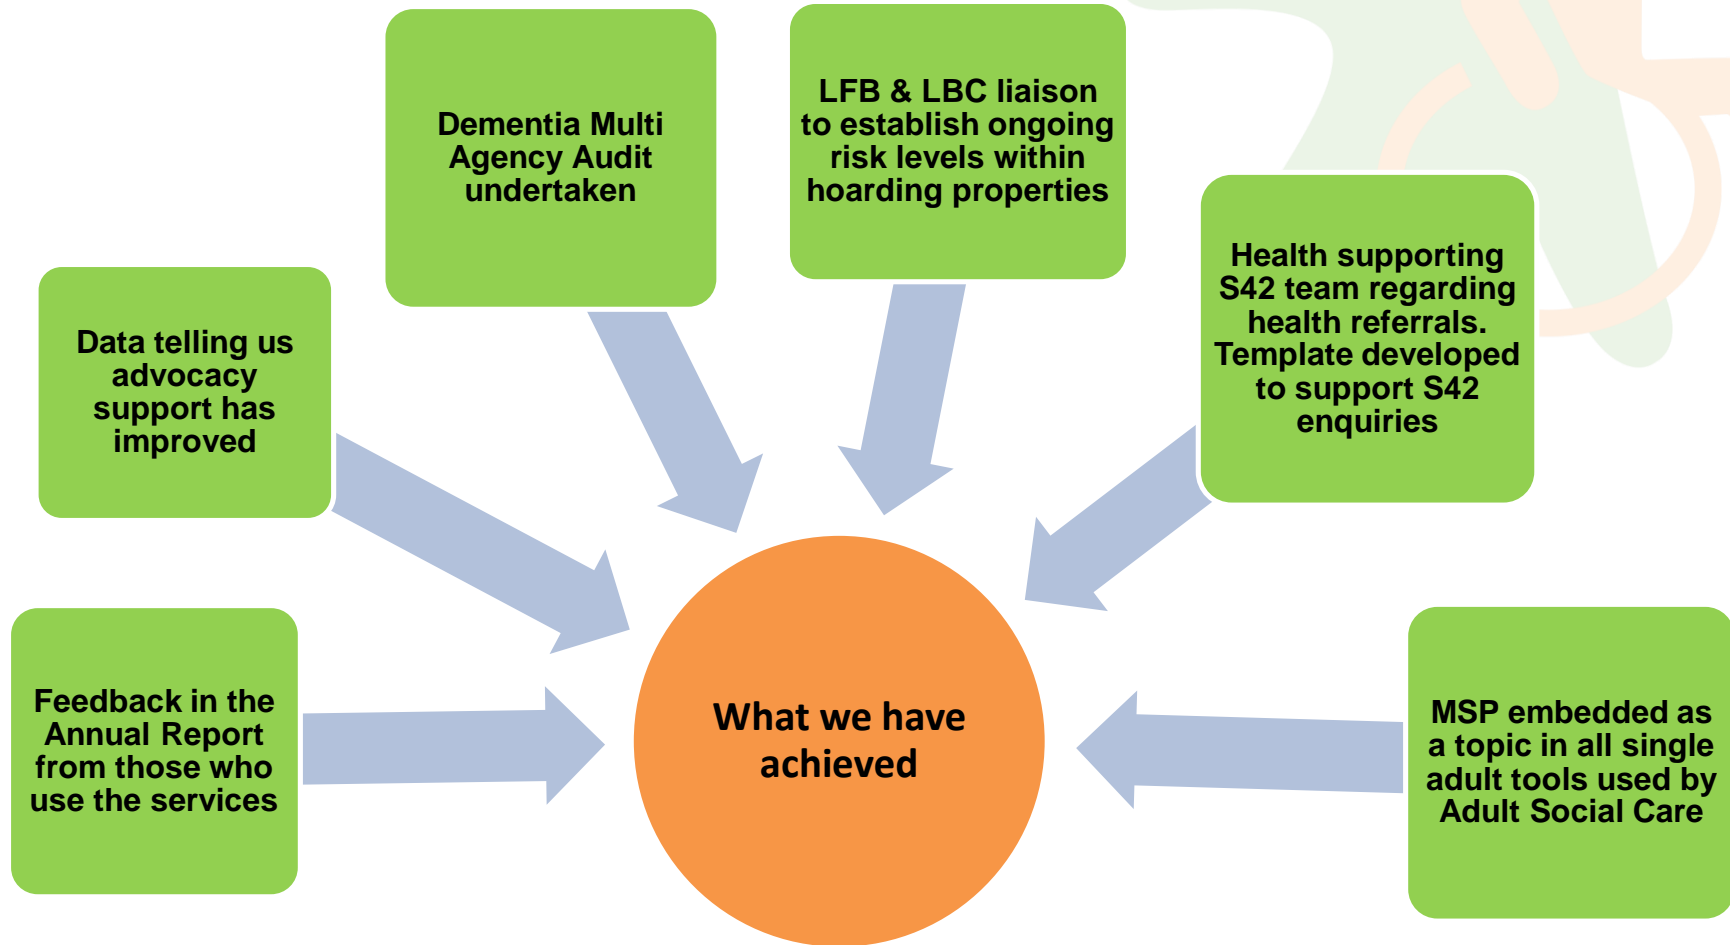 Dementia Multi
Agency Audit
undertaken
LFB & LBC liaison
to establish ongoing
risk levels within
hoarding properties
Health supporting
S42 team regarding
health referrals.
Template developed
to support S42
enquiries
Data telling us
advocacy
support has
improved
Feedback in the
Annual Report
from those who
use the services
What we have
achieved
MSP embedded as
a topic in all single
adult tools used by
Adult Social Care